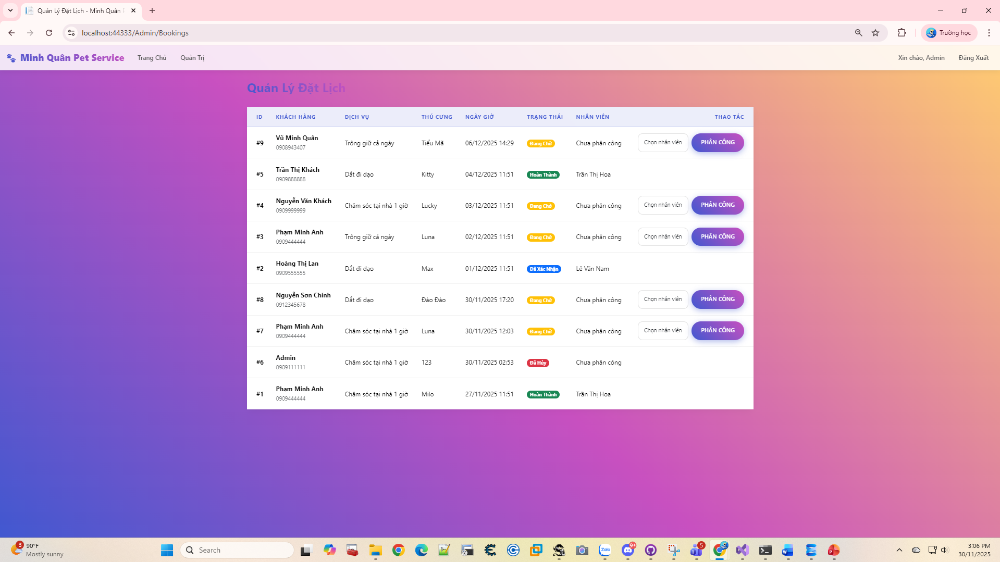 Quản Lý Đặt Lịch - Minh Quân P
localhost:44333/Admin/Bookings
Trường học
Minh Quân Pet Service
Trang Chủ
Quản Trị
Xin chào, Admin
Đăng Xuất
Quản Lý Đặt Lịch
ID KHÁCH HÀNG DỊCH VỤ THÚ CƯNG NGÀY GIỜ TRẠNG THÁI NHÂN VIÊN THAO TÁC
#9 Vũ Minh Quân Trông giữ cả ngày Tiểu Mã 06/12/2025 14:29 Đang Chờ Chưa phân công Chọn nhân viên PHÂN CÔNG
0908943407
#5 Trần Thị Khách Dắt đi dạo Kitty 04/12/2025 11:51 Hoàn Thành Trần Thị Hoa
0909888888
#4 Nguyễn Văn Khách Chăm sóc tại nhà 1 giờ Lucky 03/12/2025 11:51 Đang Chờ Chưa phân công Chọn nhân viên PHÂN CÔNG
0909999999
#3 Phạm Minh Anh Trông giữ cả ngày Luna 02/12/2025 11:51 Đang Chờ Chưa phân công Chọn nhân viên PHÂN CÔNG
0909444444
#2 Hoàng Thị Lan Dắt đi dạo Max 01/12/2025 11:51 Đã Xác Nhận Lê Văn Nam
0909555555
#8 Nguyễn Sơn Chính Dắt đi dạo Đào Đào 30/11/2025 17:20 Đang Chờ Chưa phân công Chọn nhân viên PHÂN CÔNG
0912345678
#7 Phạm Minh Anh Chăm sóc tại nhà 1 giờ Luna 30/11/2025 12:03 Đang Chờ Chưa phân công Chọn nhân viên PHÂN CÔNG
0909444444
#6 Admin Chăm sóc tại nhà 1 giờ 123 30/11/2025 02:53 Đã Hủy Chưa phân công
0909111111
#1 Phạm Minh Anh Chăm sóc tại nhà 1 giờ Milo 27/11/2025 11:51 Hoàn Thành Trần Thị Hoa
0909444444
3
90°F
Mostly sunny
Search
Zalo
9+
5
3:06 PM
30/11/2025